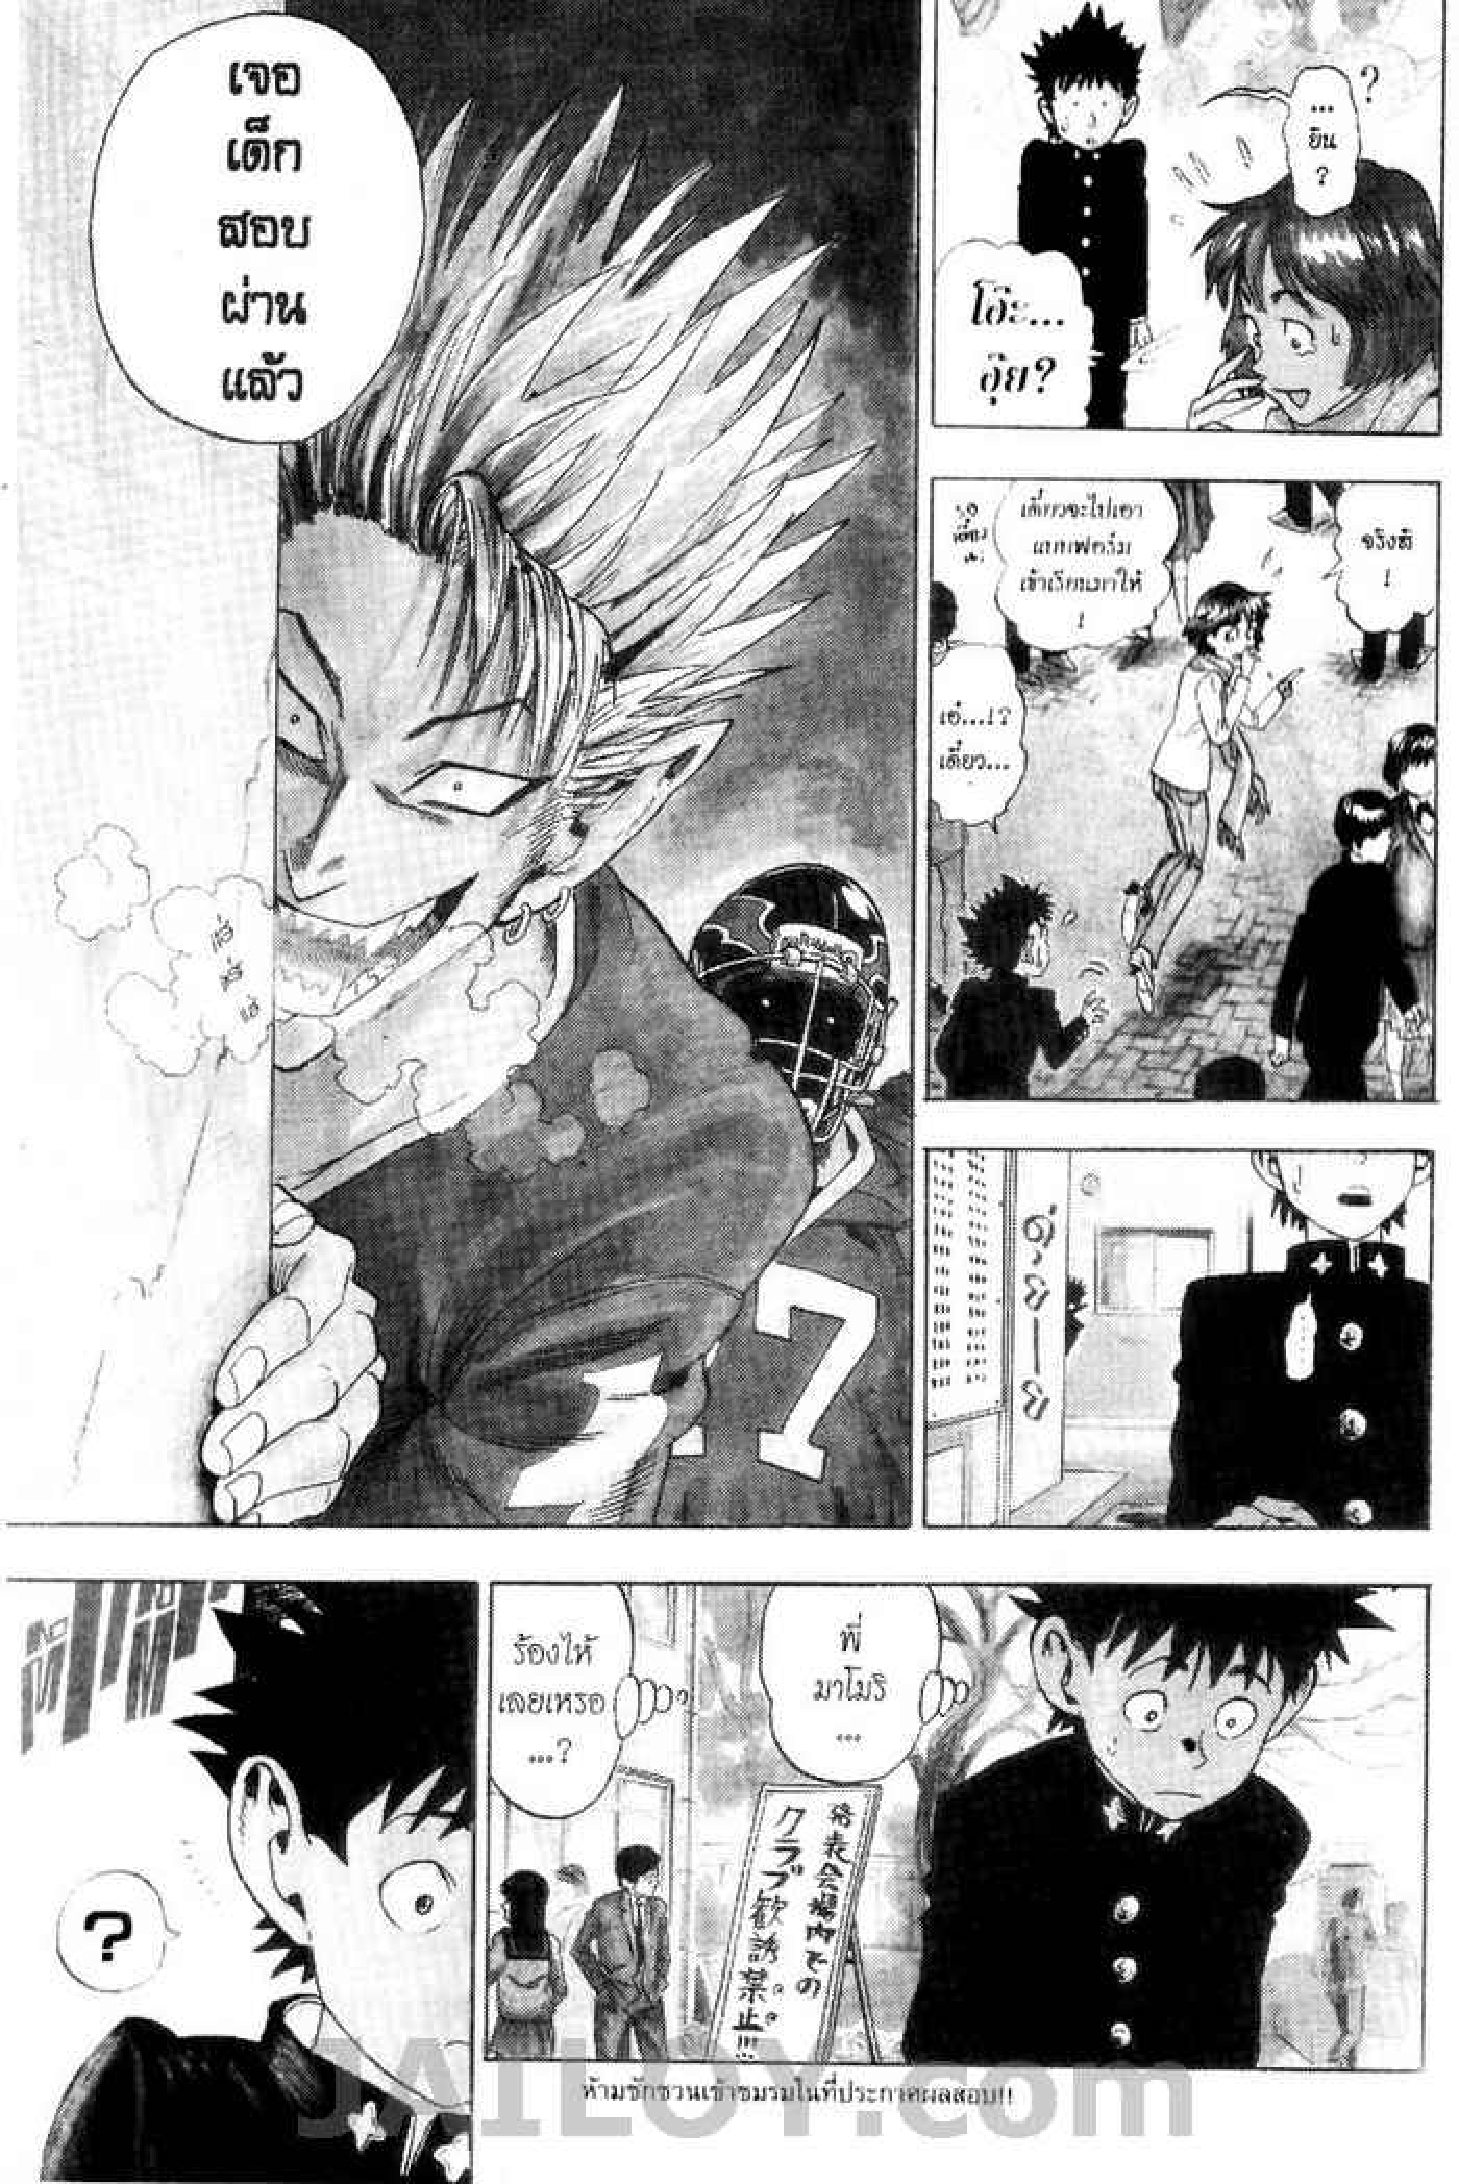 ?
...
ยิน
?
โอ๊ะ...
อุ๊ย?
จริงสิ
!
เดี๋ยวจะไปเอา
แบบฟอร์ม
เข้าเรียนมาให้
!
เอ๋...!?
เดี๋ยว...
เจอ
เด็ก
สอบ
ผ่าน
แล้ว
7
พี่
มาโมริ
...
ร้องไห้
เลยเหรอ
...?
発表会場内での
クラブ歓誘禁止!!!
?
ห้ามชักชวนเข้าชมรมในที่ประกาศผลสอบ!!
JAILOY.com